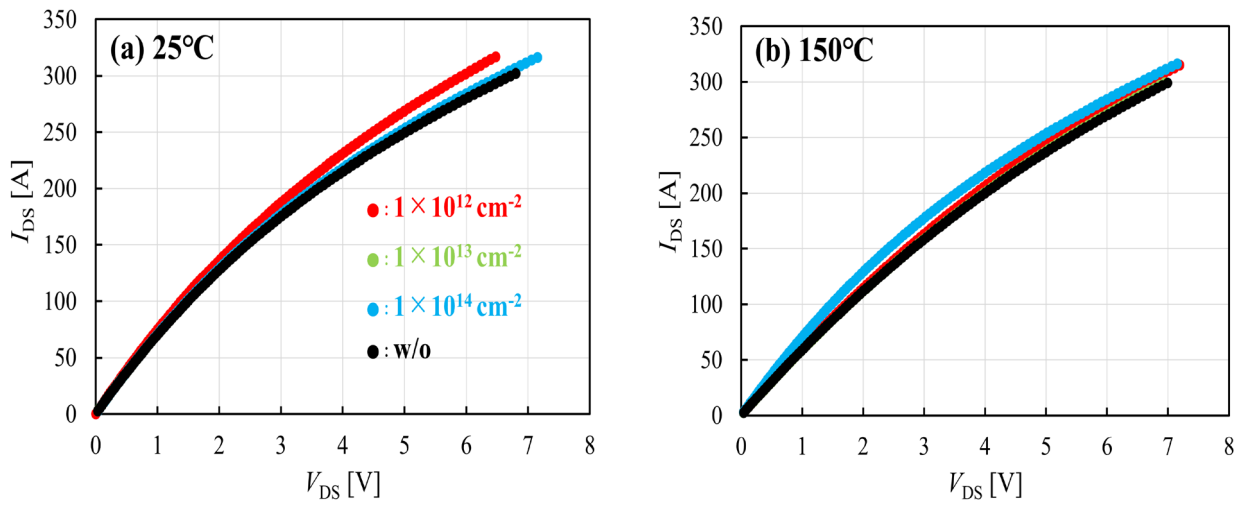 (a) 25°C
350
300
250
200
150
100
50
0
I_DS [A]
: 1×10^12 cm^-2
: 1×10^13 cm^-2
: 1×10^14 cm^-2
: w/o
0 1 2 3 4 5 6 7 8
V_DS [V]
(b) 150°C
350
300
250
200
150
100
50
0
I_DS [A]
0 1 2 3 4 5 6 7 8
V_DS [V]